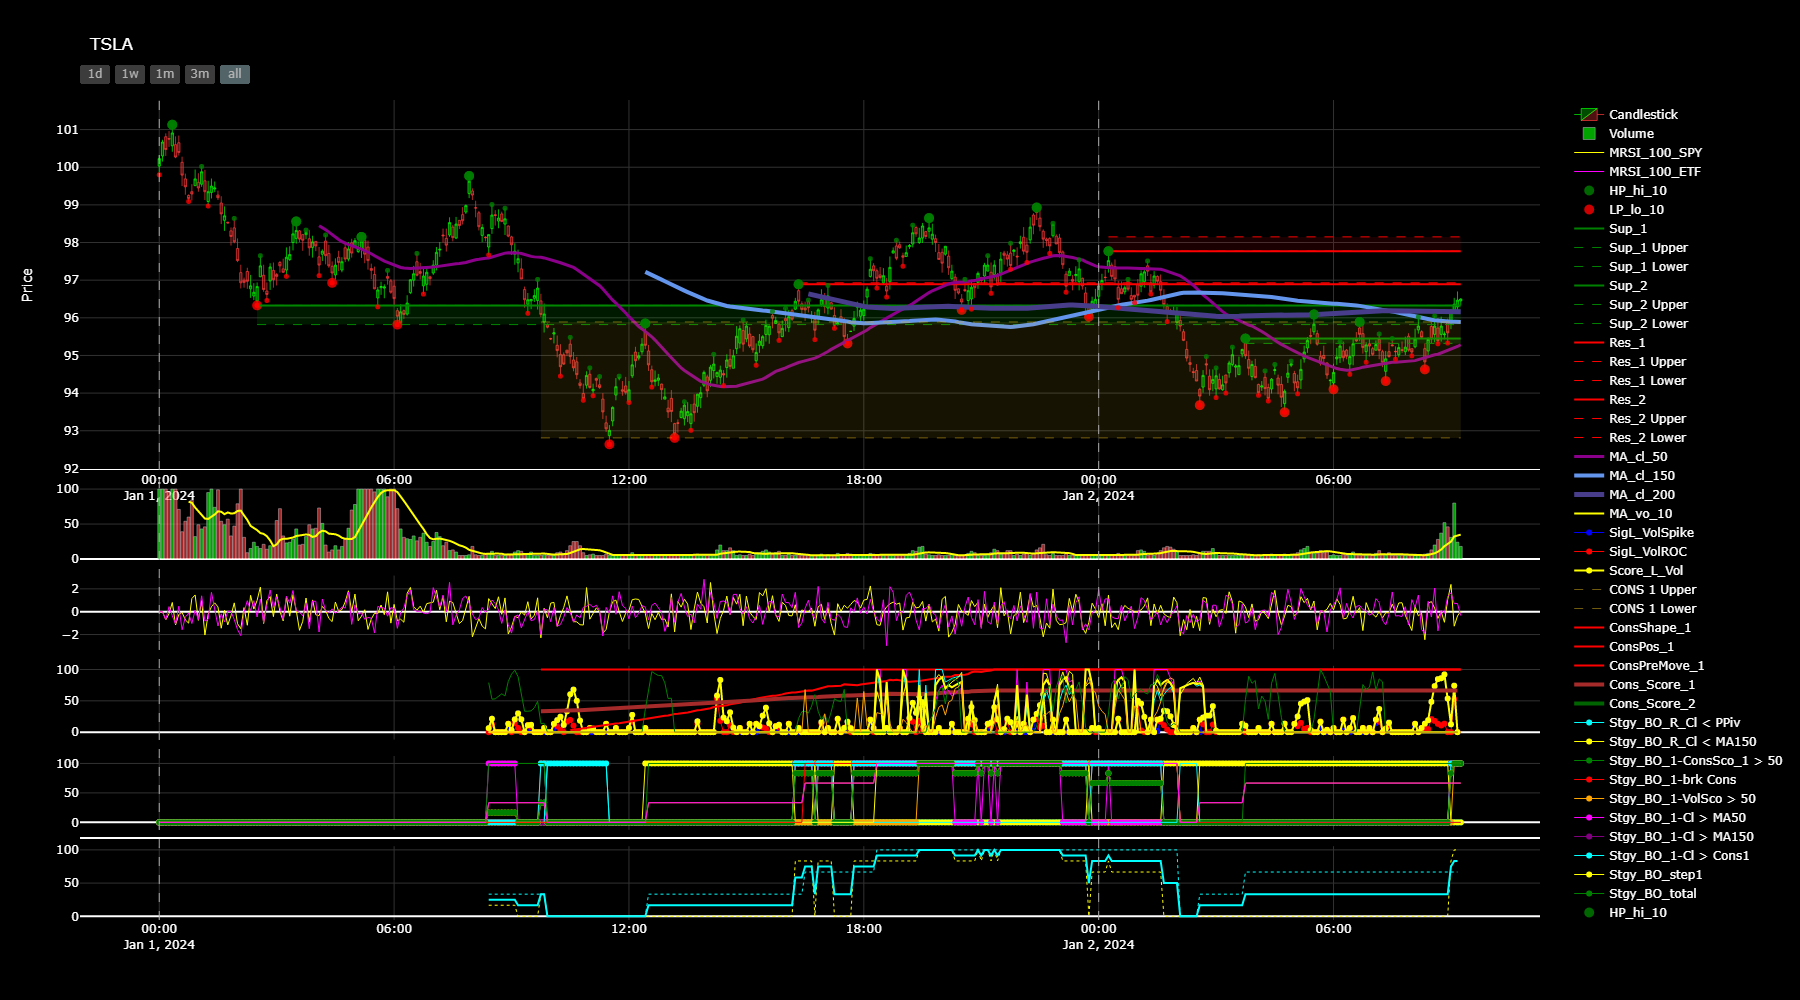 TSLA
1d 1w 1m 3m all
Price
101
100
99
98
97
96
95
94
93
92
00:00 06:00 12:00 18:00 00:00 06:00
Jan 1, 2024 Jan 2, 2024
100
50
0
2
0
−2
100
50
0
100
50
0
100
50
0
00:00 06:00 12:00 18:00 00:00 06:00
Jan 1, 2024 Jan 2, 2024
Candlestick
Volume
MRSI_100_SPY
MRSI_100_ETF
HP_hi_10
LP_lo_10
Sup_1
Sup_1 Upper
Sup_1 Lower
Sup_2
Sup_2 Upper
Sup_2 Lower
Res_1
Res_1 Upper
Res_1 Lower
Res_2
Res_2 Upper
Res_2 Lower
MA_cl_50
MA_cl_150
MA_cl_200
MA_vo_10
SigL_VolSpike
SigL_VolROC
Score_L_Vol
CONS 1 Upper
CONS 1 Lower
ConsShape_1
ConsPos_1
ConsPreMove_1
Cons_Score_1
Cons_Score_2
Stgy_BO_R_Cl < PPiv
Stgy_BO_R_Cl < MA150
Stgy_BO_1-ConsSco_1 > 50
Stgy_BO_1-brk Cons
Stgy_BO_1-VolSco > 50
Stgy_BO_1-Cl > MA50
Stgy_BO_1-Cl > MA150
Stgy_BO_1-Cl > Cons1
Stgy_BO_step1
Stgy_BO_total
HP_hi_10